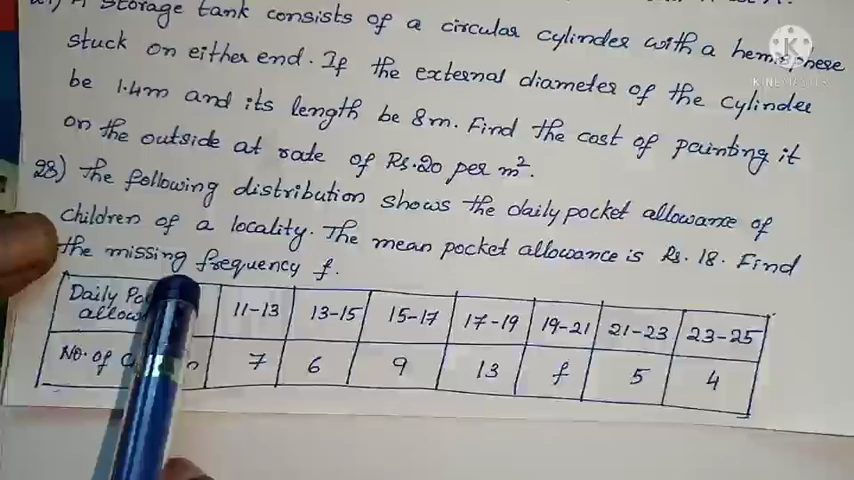 A storage tank consists of a circular cylinder with a hemisphere
stuck on either end. If the external diameter of the cylinder
be 1.4m and its length be 8m. Find the cost of painting it
on the outside at rate of Rs.20 per m².
28) The following distribution shows the daily pocket allowance of
children of a locality. The mean pocket allowance is Rs. 18. Find
the missing frequency f.
Daily 11-13 13-15 15-17 17-19 19-21 21-23 23-25
No. of 7 6 9 13 f 5 4